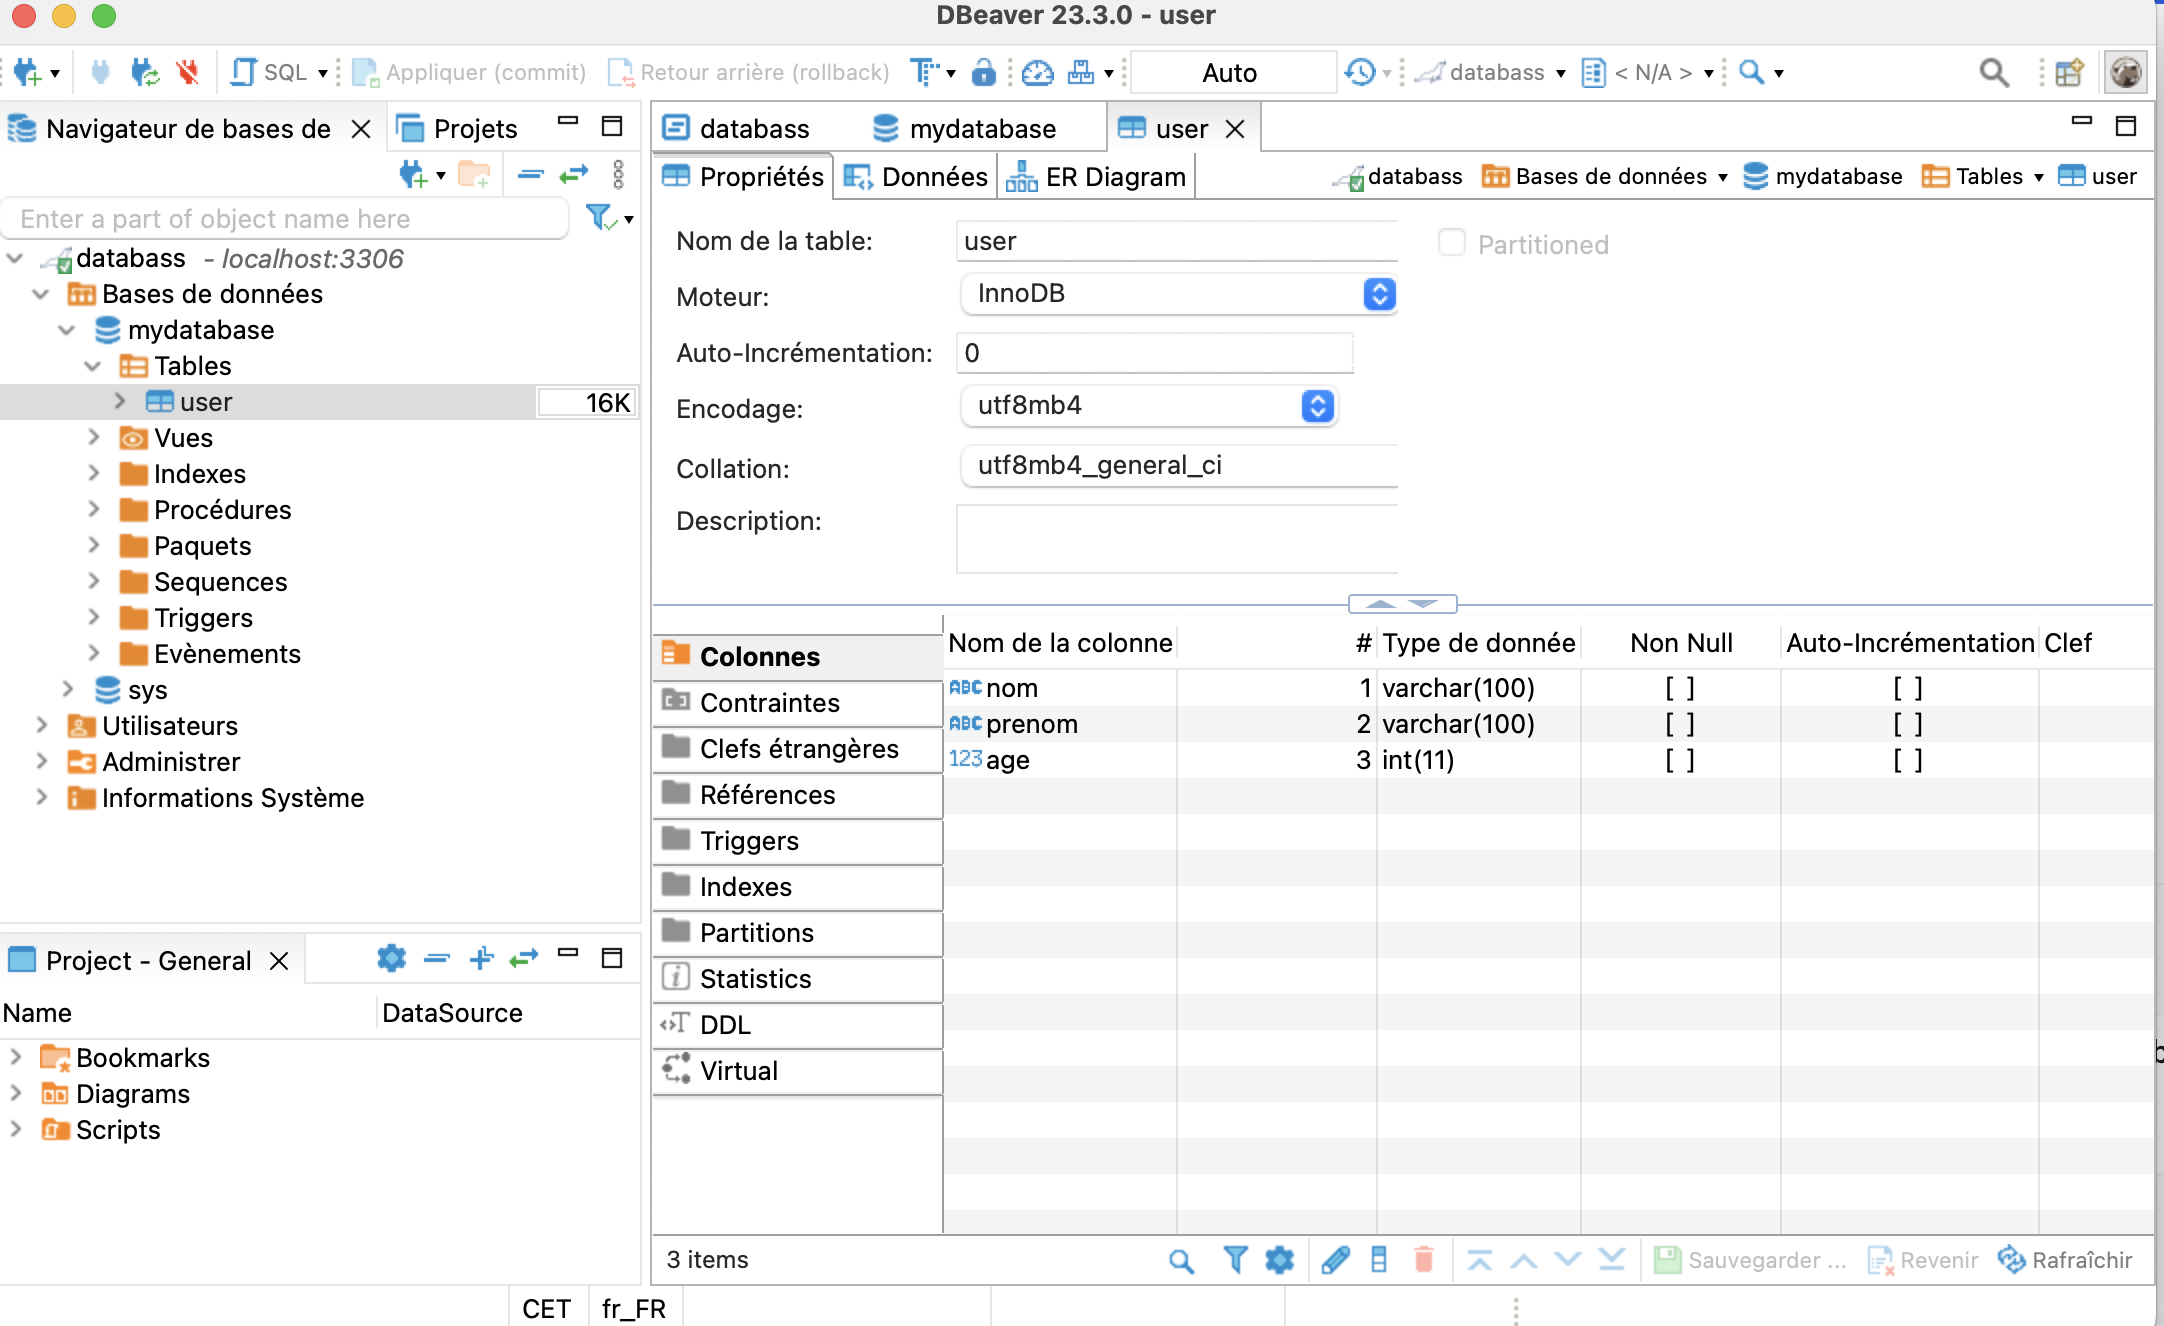 DBeaver 23.3.0 - user
SQL Appliquer (commit) Retour arrière (rollback) Auto databass < N/A >
Navigateur de bases de Projets
Enter a part of object name here
databass - localhost:3306
Bases de données
mydatabase
Tables
user 16K
Vues
Indexes
Procédures
Paquets
Sequences
Triggers
Evènements
sys
Utilisateurs
Administrer
Informations Système
Project - General
Name DataSource
Bookmarks
Diagrams
Scripts
databass mydatabase user
Propriétés Données ER Diagram databass Bases de données mydatabase Tables user
Nom de la table: user Partitioned
Moteur: InnoDB
Auto-Incrémentation: 0
Encodage: utf8mb4
Collation: utf8mb4_general_ci
Description:
Colonnes
Contraintes
Clefs étrangères
Références
Triggers
Indexes
Partitions
Statistics
DDL
Virtual
Nom de la colonne # Type de donnée Non Null Auto-Incrémentation Clef
ABC nom 1 varchar(100) [ ] [ ]
ABC prenom 2 varchar(100) [ ] [ ]
123 age 3 int(11) [ ] [ ]
3 items Sauvegarder ... Revenir Rafraîchir
CET fr_FR